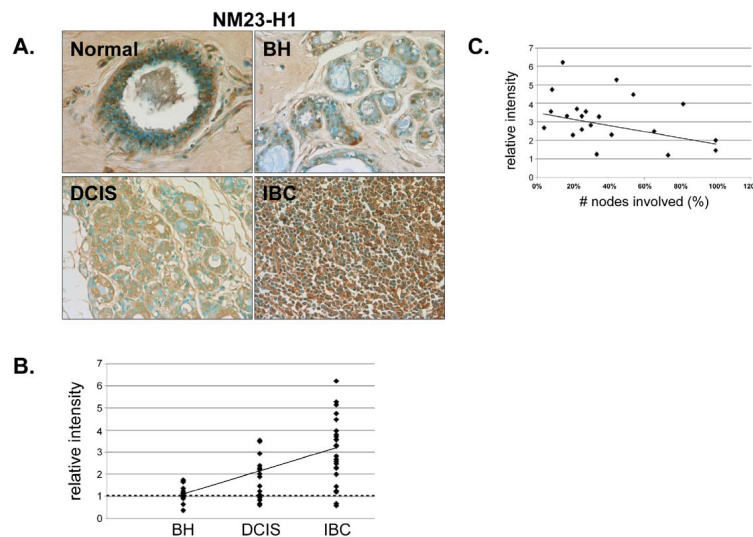 NM23-H1
A.
Normal
BH
DCIS
IBC
B.
relative intensity
7
6
5
4
3
2
1
0
BH DCIS IBC
C.
relative intensity
7
6
5
4
3
2
1
0
0% 20% 40% 60% 80% 100% 120
# nodes involved (%)